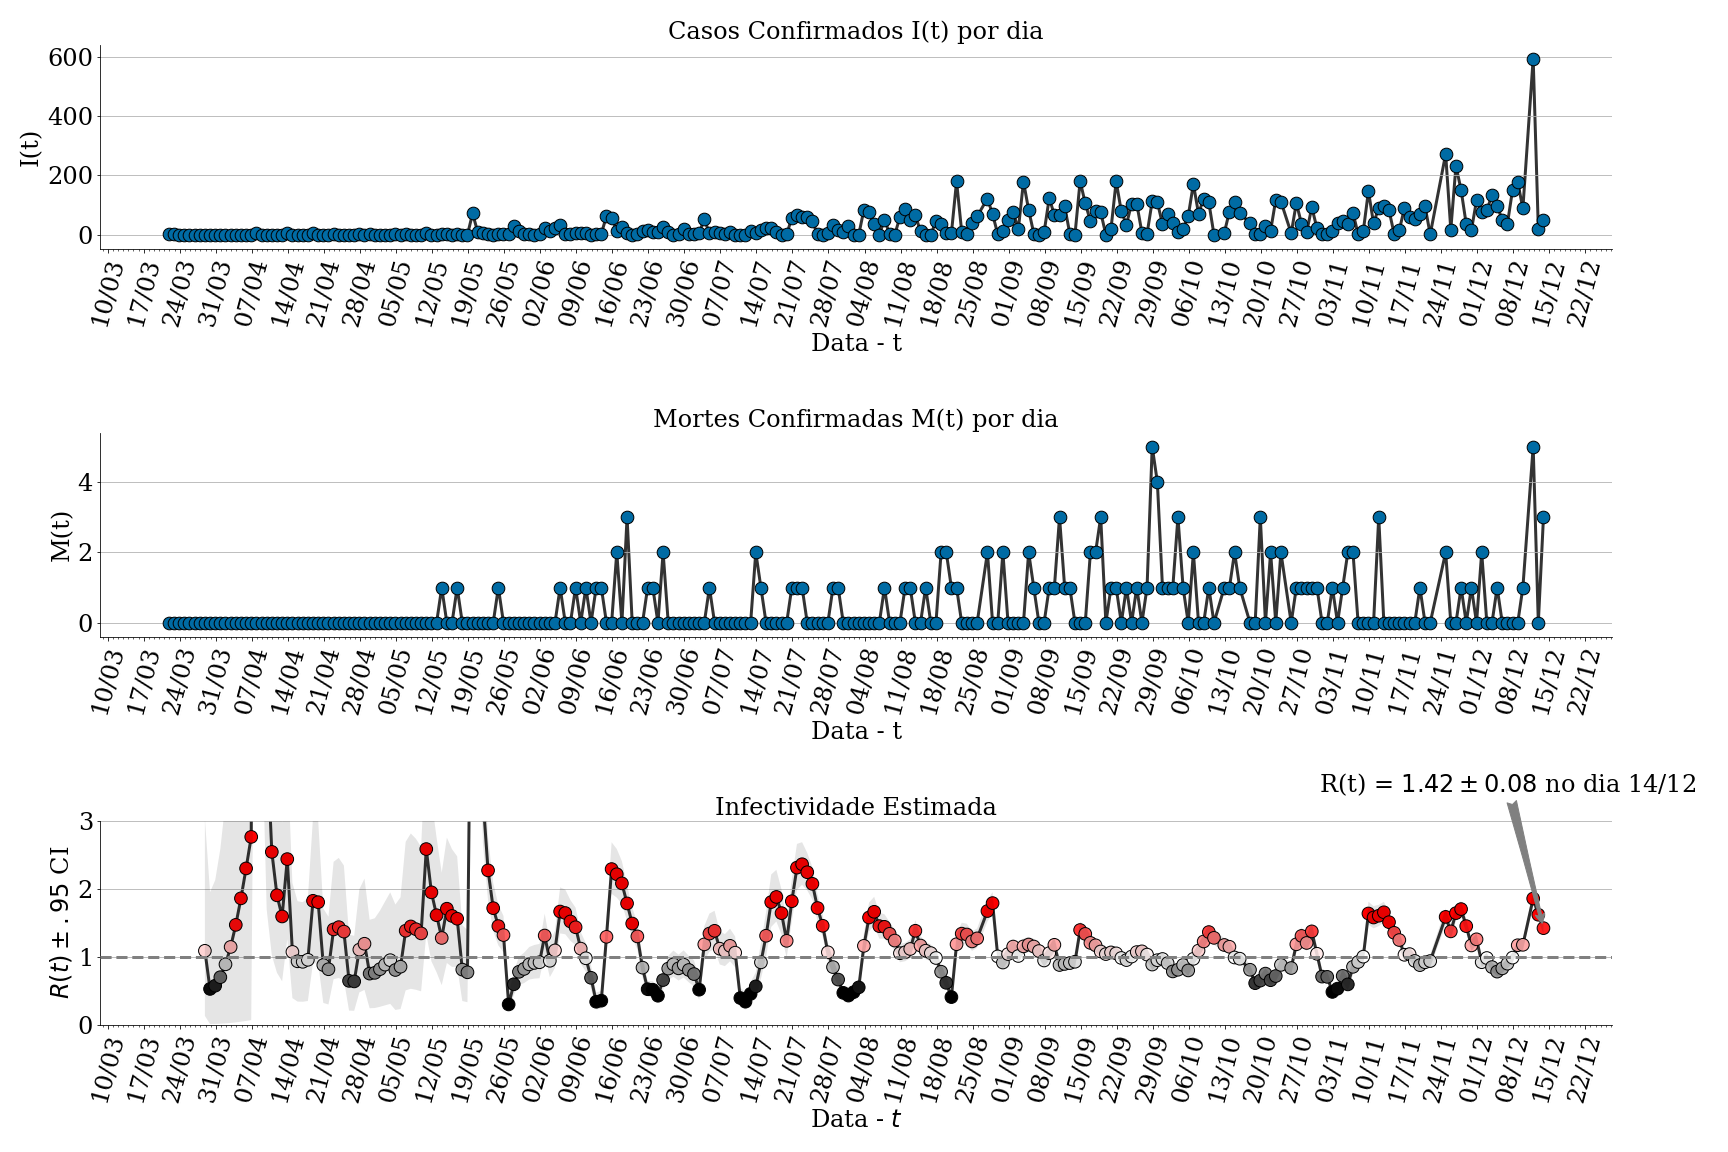 Casos Confirmados I(t) por dia
600
400
200
0
I(t)
10/03 17/03 24/03 31/03 07/04 14/04 21/04 28/04 05/05 12/05 19/05 26/05 02/06 09/06 16/06 23/06 30/06 07/07 14/07 21/07 28/07 04/08 11/08 18/08 25/08 01/09 08/09 15/09 22/09 29/09 06/10 13/10 20/10 27/10 03/11 10/11 17/11 24/11 01/12 08/12 15/12 22/12
Data - t
Mortes Confirmadas M(t) por dia
4
2
0
M(t)
10/03 17/03 24/03 31/03 07/04 14/04 21/04 28/04 05/05 12/05 19/05 26/05 02/06 09/06 16/06 23/06 30/06 07/07 14/07 21/07 28/07 04/08 11/08 18/08 25/08 01/09 08/09 15/09 22/09 29/09 06/10 13/10 20/10 27/10 03/11 10/11 17/11 24/11 01/12 08/12 15/12 22/12
Data - t
R(t) = 1.42 ± 0.08 no dia 14/12
Infectividade Estimada
3
2
1
0
R(t) ± .95 CI
10/03 17/03 24/03 31/03 07/04 14/04 21/04 28/04 05/05 12/05 19/05 26/05 02/06 09/06 16/06 23/06 30/06 07/07 14/07 21/07 28/07 04/08 11/08 18/08 25/08 01/09 08/09 15/09 22/09 29/09 06/10 13/10 20/10 27/10 03/11 10/11 17/11 24/11 01/12 08/12 15/12 22/12
Data - t